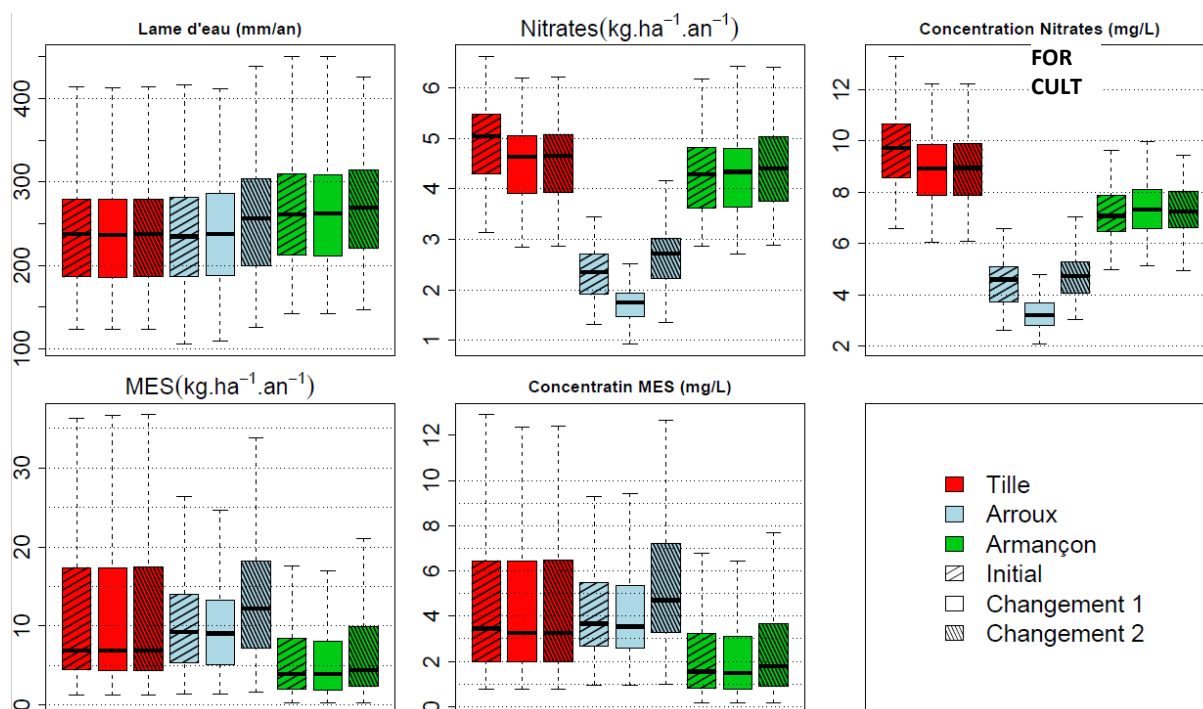 Lame d'eau (mm/an)
400
300
200
100
Nitrates(kg.ha⁻¹.an⁻¹)
6
5
4
3
2
1
Concentration Nitrates (mg/L)
FOR
CULT
12
10
8
6
4
2
MES(kg.ha⁻¹.an⁻¹)
30
20
10
0
Concentratin MES (mg/L)
12
10
8
6
4
2
0
Tille
Arroux
Armançon
Initial
Changement 1
Changement 2